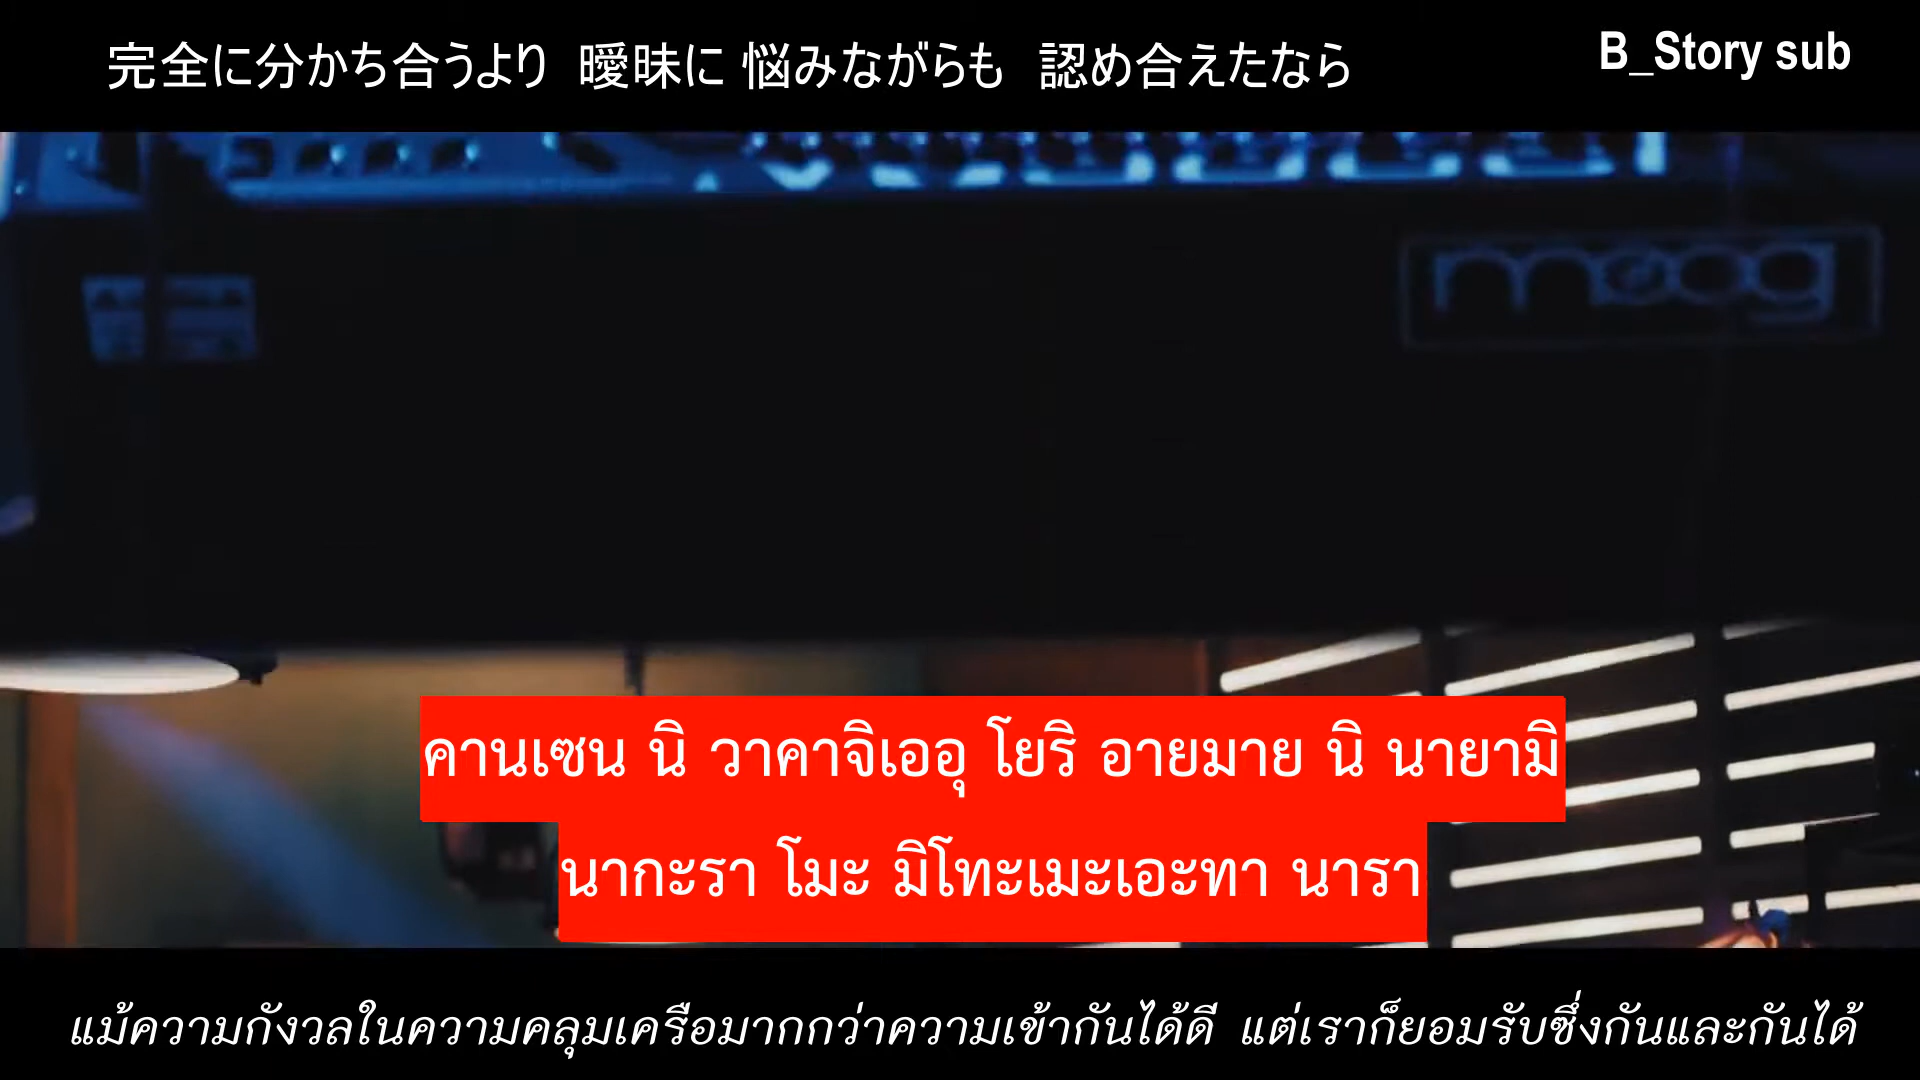 完全に分かち合うより 曖昧に 悩みながらも 認め合えたなら
B_Story sub
moog
คานเซน นิ วาคาจิเออุ โยริ อายมาย นิ นายามิ
นากะรา โมะ มิโทะเมะเอะทา นารา
แม้ความกังวลในความคลุมเครือมากกว่าความเข้ากันได้ดี แต่เราก็ยอมรับซึ่งกันและกันได้